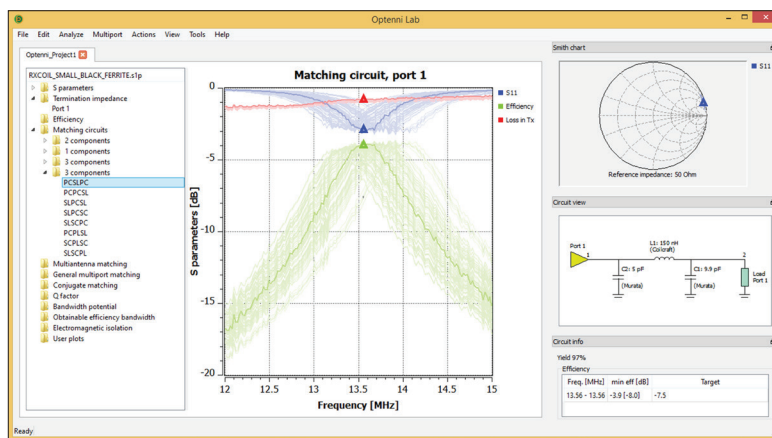 Optenni Lab
File Edit Analyze Multiport Actions View Tools Help
Optenni_Project1
RXCOIL_SMALL_BLACK_FERRITE.s1p
S parameters
Termination impedance
Port 1
Efficiency
Matching circuits
2 components
1 components
3 components
3 components
PCSLPC
PCPCSL
SLPCSL
SLPCSC
SLSCPC
PCPLSL
SCPLSC
SLSCPL
Multiantenna matching
General multiport matching
Conjugate matching
Q factor
Bandwidth potential
Obtainable efficiency bandwidth
Electromagnetic isolation
User plots
Matching circuit, port 1
S parameters [dB]
0
-5
-10
-15
-20
12 12.5 13 13.5 14 14.5 15
Frequency [MHz]
S11
Efficiency
Loss in Tx
Smith chart
S11
Reference impedance: 50 Ohm
Circuit view
Port 1
1
L1: 150 nH
(Coilcraft)
2
C2: 5 pF
(Murata)
C1: 9.9 pF
(Murata)
Load
Port 1
Circuit info
Yield 97%
Efficiency
Freq. [MHz] min eff [dB] Target
13.56 - 13.56 -3.9 [-8.0] -7.5
Ready